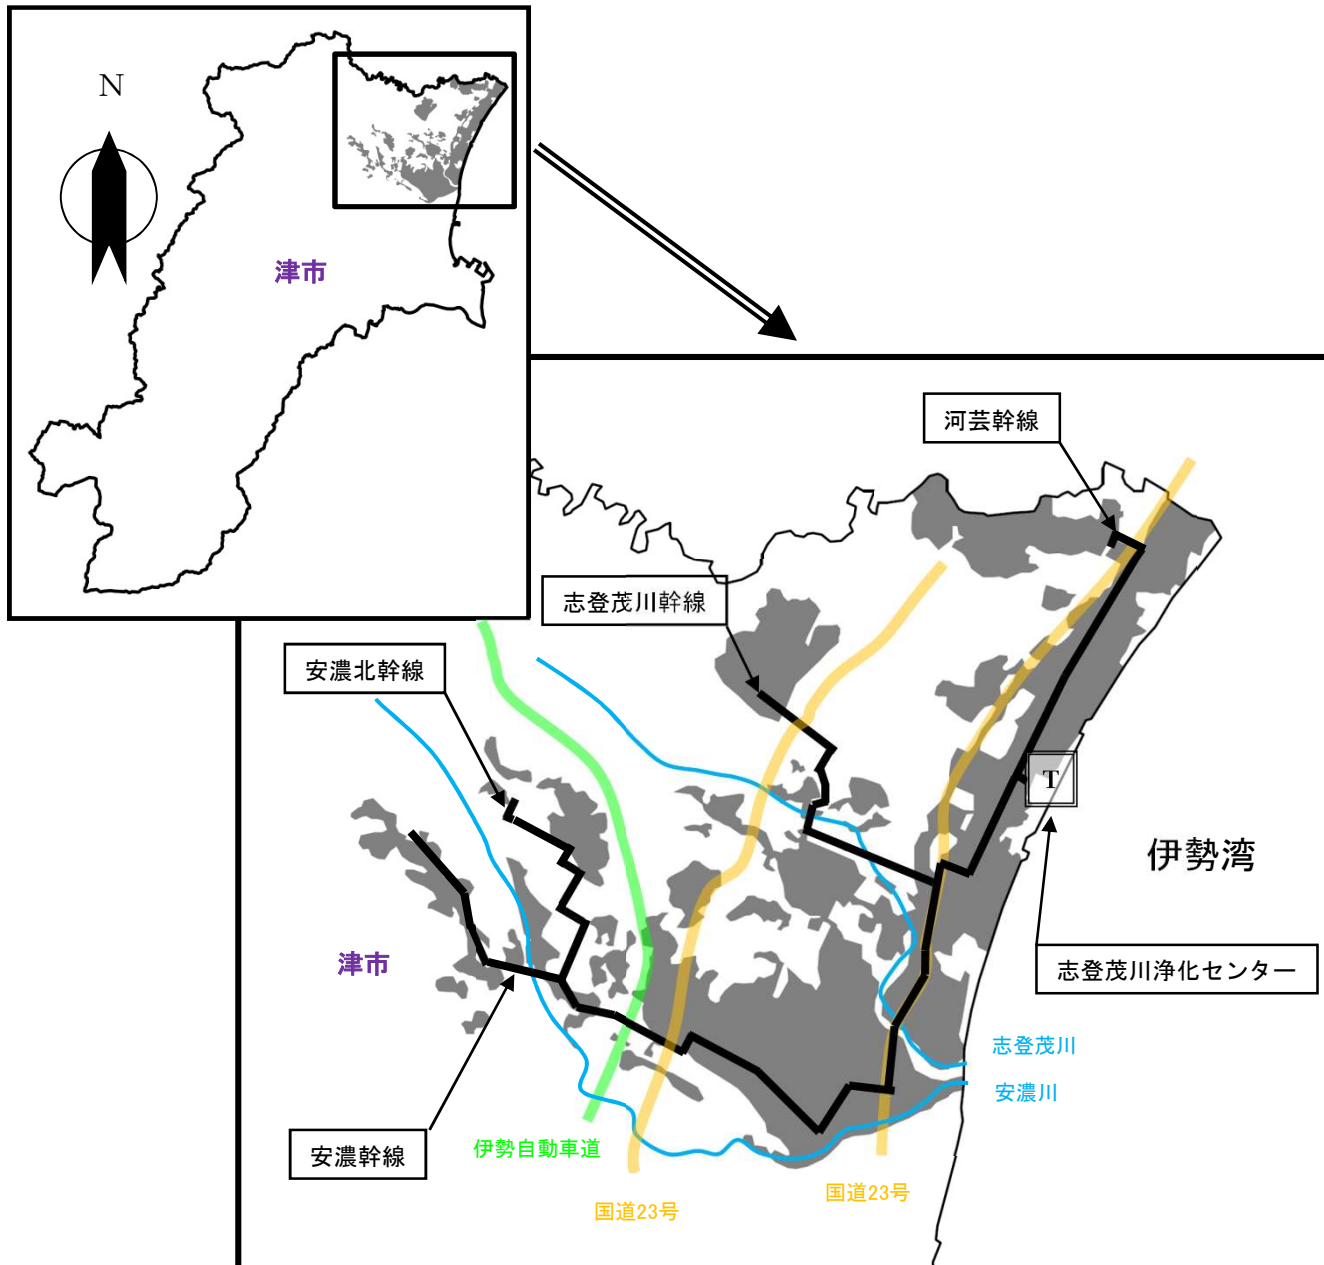 N
津市
河芸幹線
志登茂川幹線
安濃北幹線
T
伊勢湾
津市
志登茂川浄化センター
志登茂川
安濃川
安濃幹線
伊勢自動車道
国道23号
国道23号